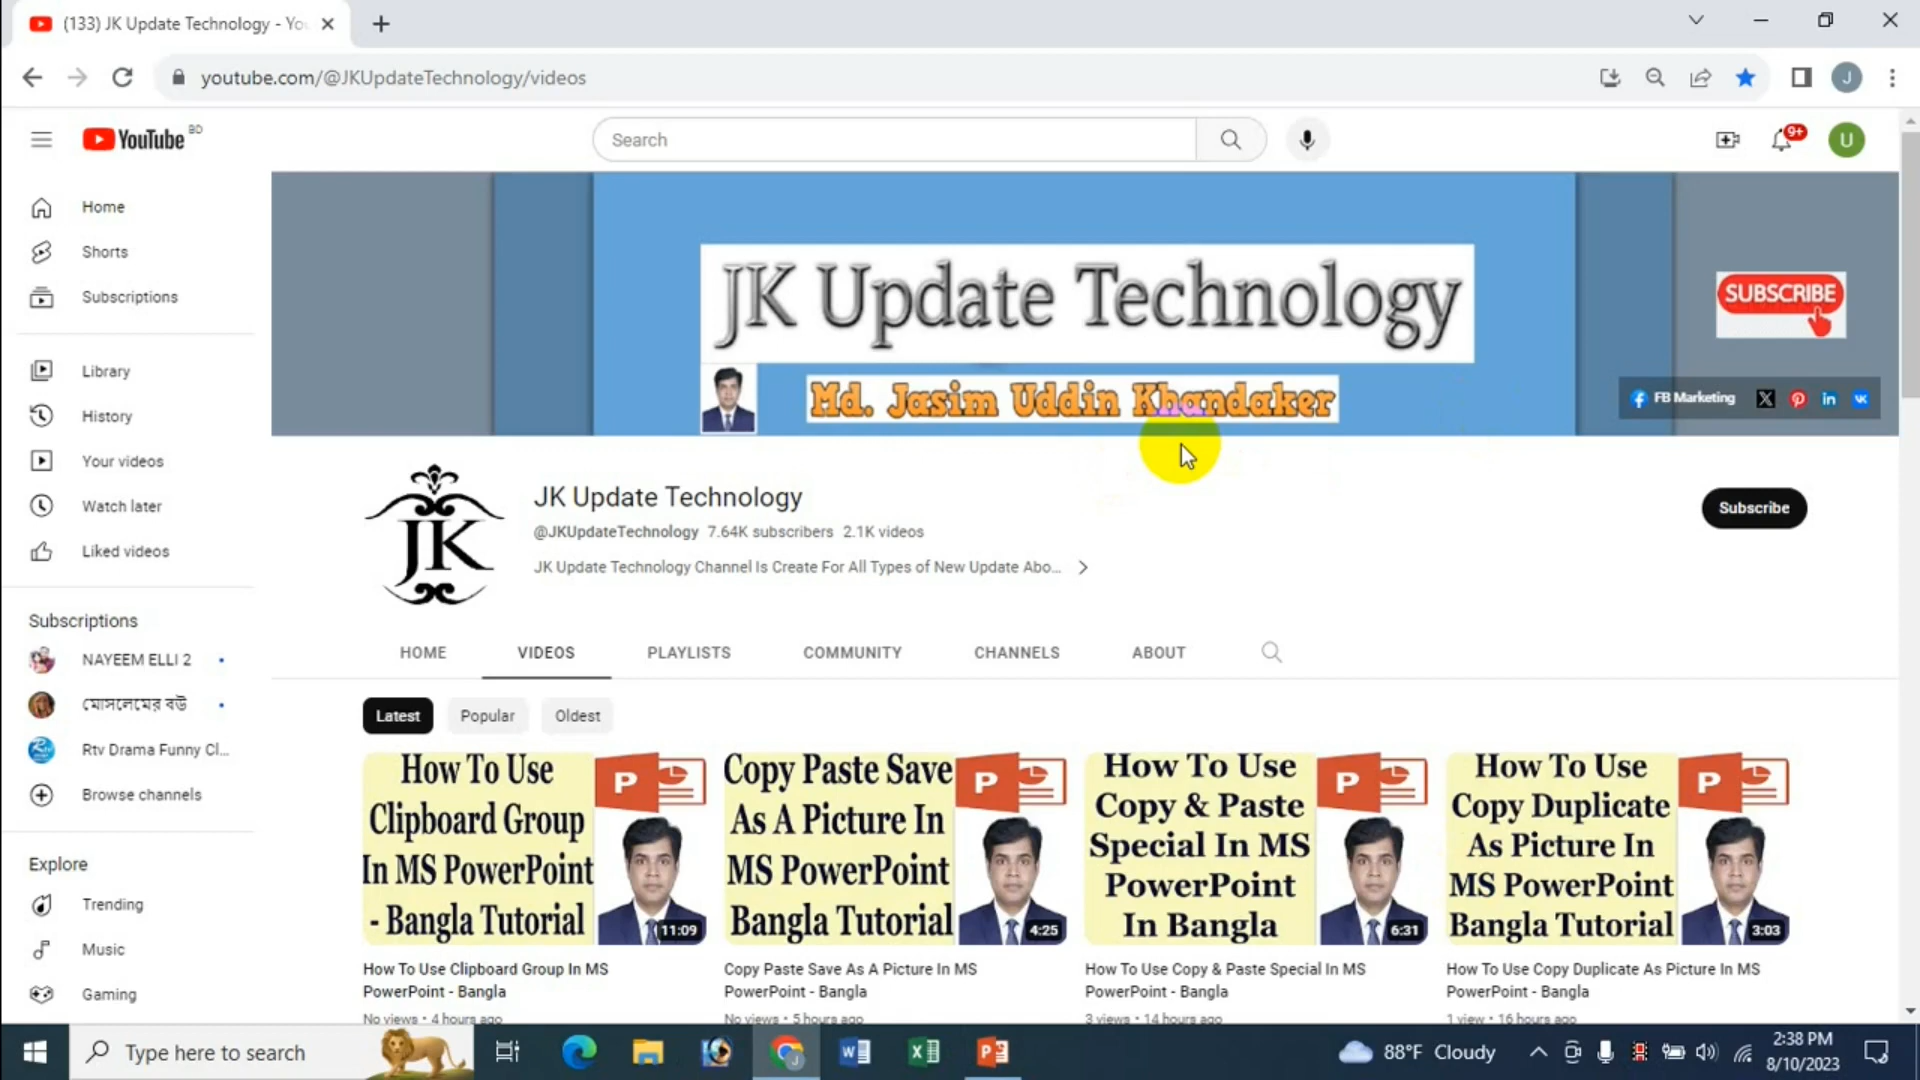 (133) JK Update Technology - You
youtube.com/@JKUpdateTechnology/videos
J
YouTube BD
Search
9+
U
Home
Shorts
Subscriptions
Library
History
Your videos
Watch later
Liked videos
Subscriptions
NAYEEM ELLI 2
মোসলেমের বউ
Rtv Drama Funny Cl...
Browse channels
Explore
Trending
Music
Gaming
JK Update Technology
Md. Jasim Uddin Khandaker
SUBSCRIBE
FB Marketing
JK
JK Update Technology
@JKUpdateTechnology 7.64K subscribers 2.1K videos
JK Update Technology Channel Is Create For All Types of New Update Abo...
Subscribe
HOME VIDEOS PLAYLISTS COMMUNITY CHANNELS ABOUT
Latest Popular Oldest
How To Use
Clipboard Group
In MS PowerPoint
- Bangla Tutorial
P
11:09
How To Use Clipboard Group In MS
PowerPoint - Bangla
No views • 4 hours ago
Copy Paste Save
As A Picture In
MS PowerPoint
Bangla Tutorial
P
4:25
Copy Paste Save As A Picture In MS
PowerPoint - Bangla
No views • 5 hours ago
How To Use
Copy & Paste
Special In MS
PowerPoint
In Bangla
P
6:31
How To Use Copy & Paste Special In MS
PowerPoint - Bangla
3 views • 14 hours ago
How To Use
Copy Duplicate
As Picture In
MS PowerPoint
Bangla Tutorial
P
3:03
How To Use Copy Duplicate As Picture In MS
PowerPoint - Bangla
1 view • 16 hours ago
Type here to search
88°F Cloudy
2:38 PM
8/10/2023